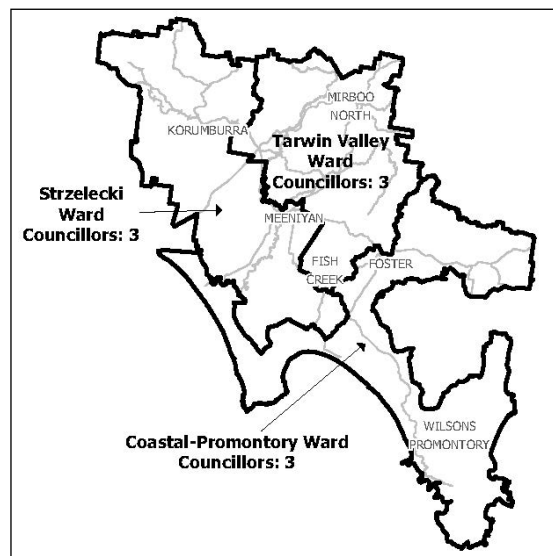 MIRBOO
NORTH
KORUMBURRA
Tarwin Valley
Ward
Councillors: 3
Strzelecki
Ward
Councillors: 3
MEENIYAN
FISH
CREEK
FOSTER
Coastal-Promontory Ward
Councillors: 3
WILSONS
PROMONTORY